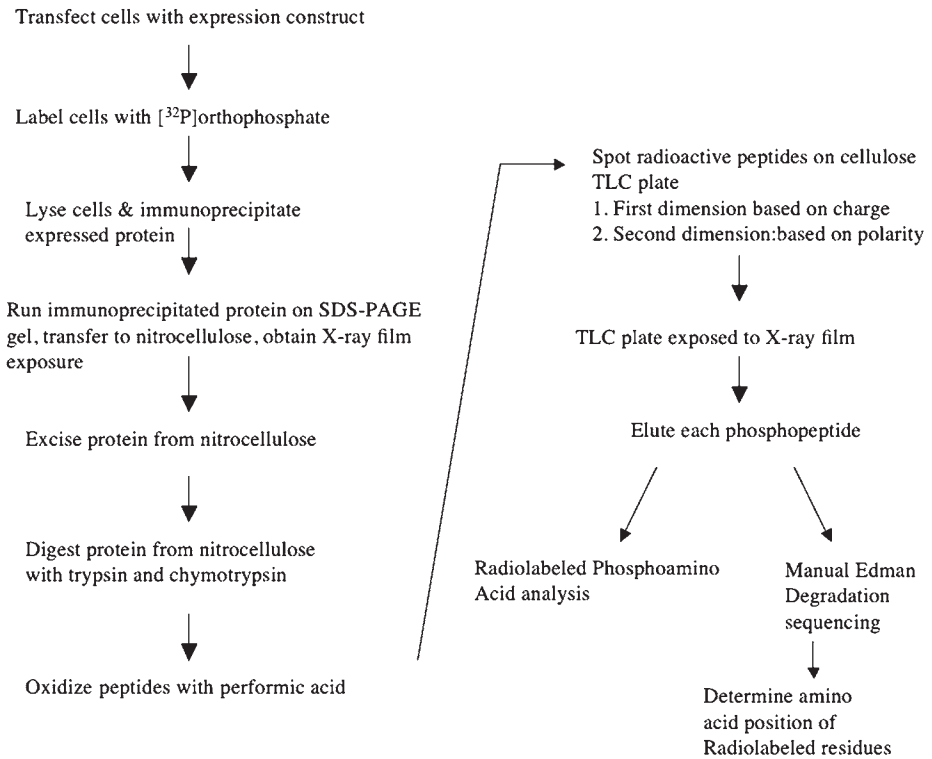 Transfect cells with expression construct
Label cells with [³²P]orthophosphate
Lyse cells & immunoprecipitate
expressed protein
Run immunoprecipitated protein on SDS-PAGE
gel, transfer to nitrocellulose, obtain X-ray film
exposure
Excise protein from nitrocellulose
Digest protein from nitrocellulose
with trypsin and chymotrypsin
Oxidize peptides with performic acid
Spot radioactive peptides on cellulose
TLC plate
1. First dimension based on charge
2. Second dimension:based on polarity
TLC plate exposed to X-ray film
Elute each phosphopeptide
Radiolabeled Phosphoamino
Acid analysis
Manual Edman
Degradation
sequencing
Determine amino
acid position of
Radiolabeled residues